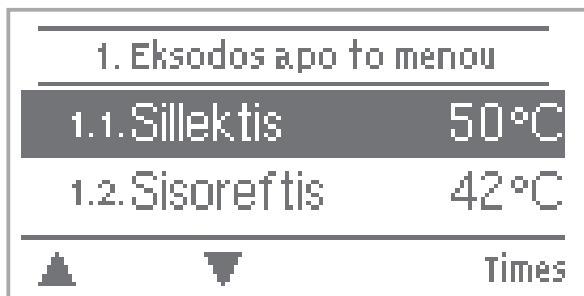 1. Eksodos apo to menou
1.1. Sillektis 50°C
1.2. Sisoreftis 42°C
Times